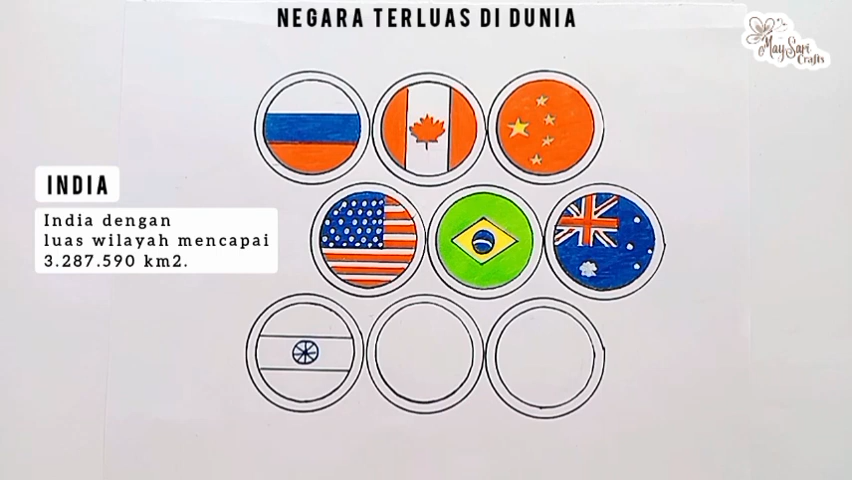 NEGARA TERLUAS DI DUNIA
May Sari
Crafts
INDIA
India dengan
luas wilayah mencapai
3.287.590 km2.